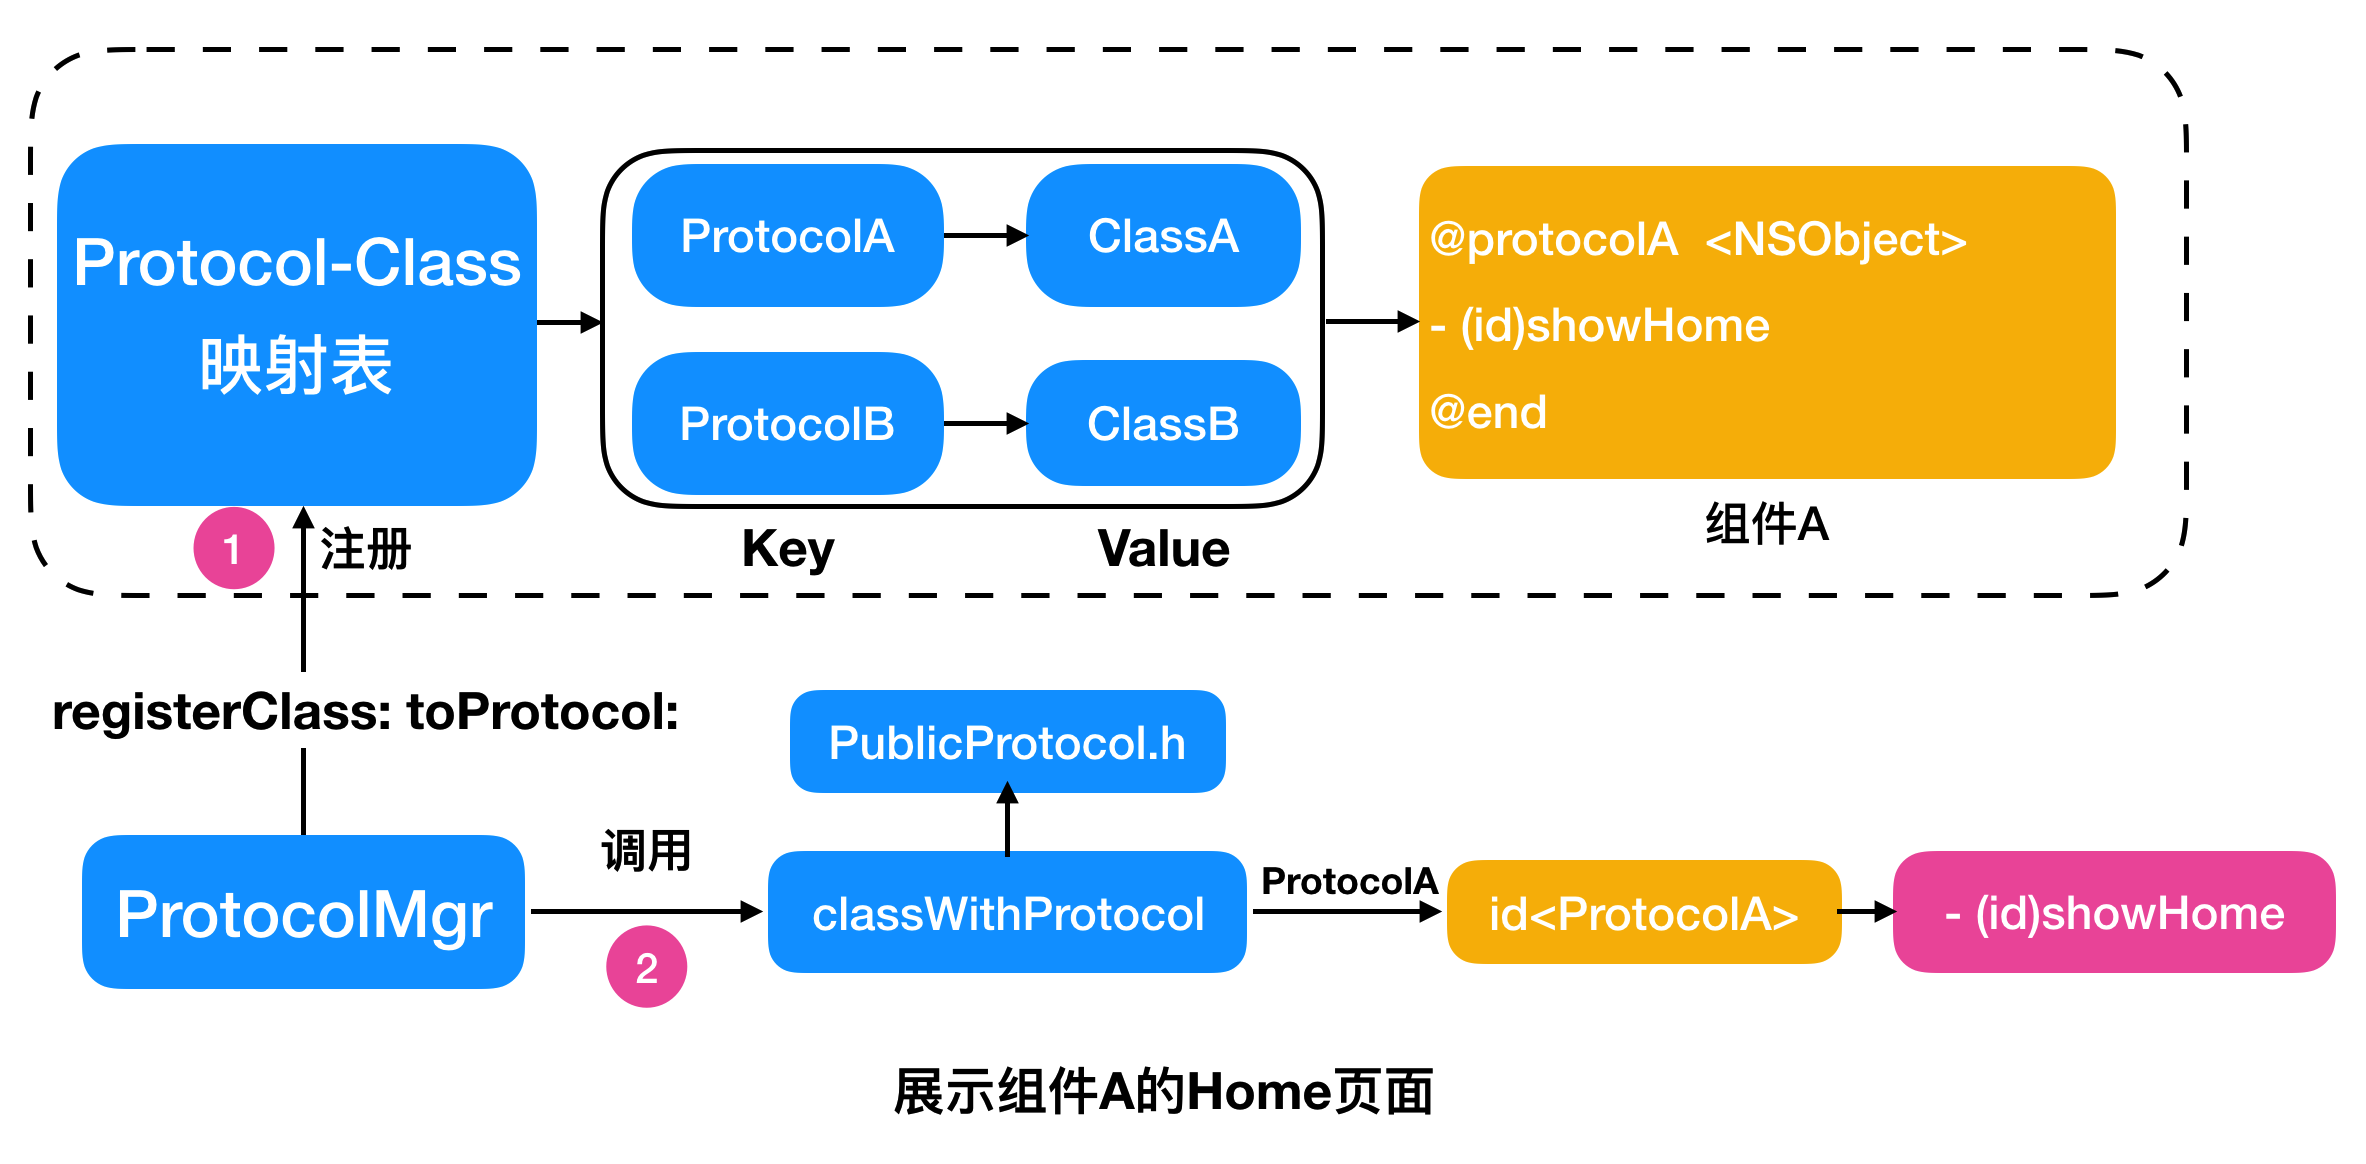 Protocol-Class
映射表
ProtocolA
ClassA
ProtocolB
ClassB
Key
Value
@protocolA <NSObject>
- (id)showHome
@end
组件A
1
注册
registerClass: toProtocol:
ProtocolMgr
调用
2
PublicProtocol.h
classWithProtocol
ProtocolA
id<ProtocolA>
- (id)showHome
展示组件A的Home页面